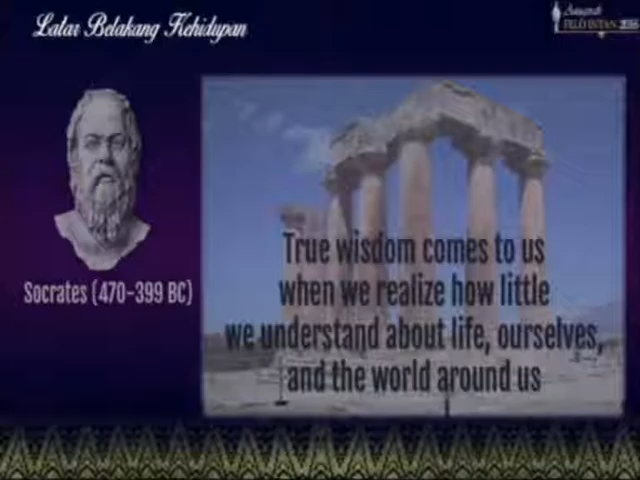 Latar Belakang Kehidupan
Anugerah
Socrates (470-399 BC)
True wisdom comes to us
when we realize how little
we understand about life, ourselves,
and the world around us